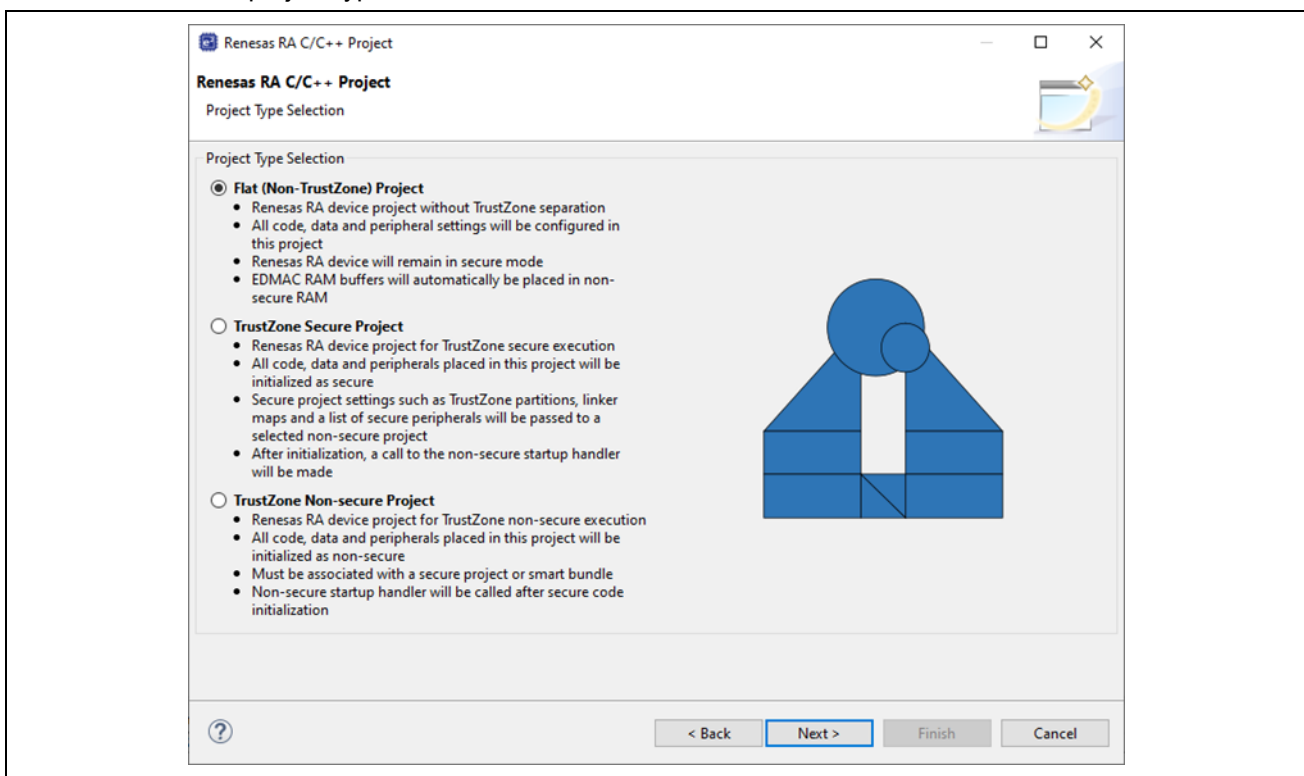 Renesas RA C/C++ Project
Renesas RA C/C++ Project
Project Type Selection
Project Type Selection
Flat (Non-TrustZone) Project
• Renesas RA device project without TrustZone separation
• All code, data and peripheral settings will be configured in
this project
• Renesas RA device will remain in secure mode
• EDMAC RAM buffers will automatically be placed in non-
secure RAM
TrustZone Secure Project
• Renesas RA device project for TrustZone secure execution
• All code, data and peripherals placed in this project will be
initialized as secure
• Secure project settings such as TrustZone partitions, linker
maps and a list of secure peripherals will be passed to a
selected non-secure project
• After initialization, a call to the non-secure startup handler
will be made
TrustZone Non-secure Project
• Renesas RA device project for TrustZone non-secure execution
• All code, data and peripherals placed in this project will be
initialized as non-secure
• Must be associated with a secure project or smart bundle
• Non-secure startup handler will be called after secure code
initialization
? < Back Next > Finish Cancel